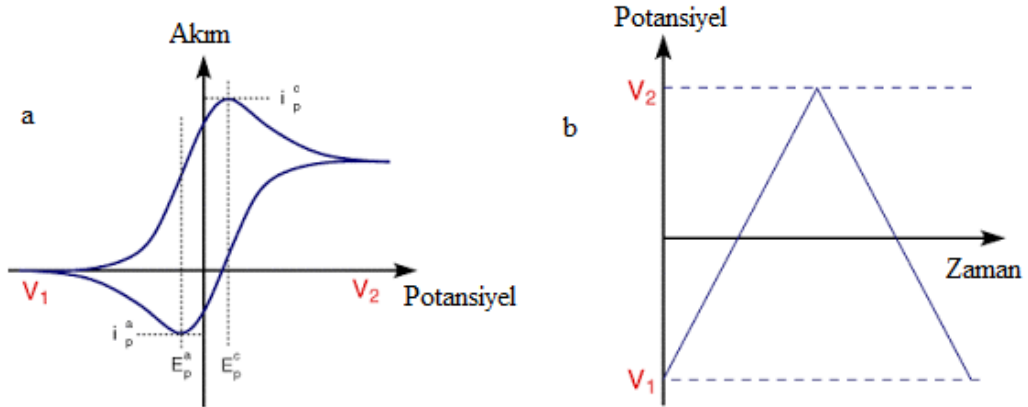 Akım
a
i p c
V1
V2
Potansiyel
i p a
E p a
E p c
Potansiyel
V2
b
Zaman
V1